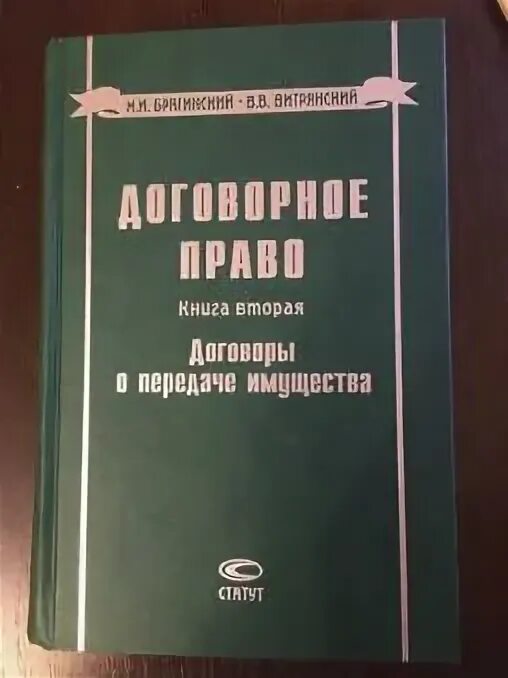 М.И. БРАГИНСКИЙ · В.В. ВИТРЯНСКИЙ
ДОГОВОРНОЕ
ПРАВО
Книга вторая
Договоры
о передаче имущества
СТАТУТ